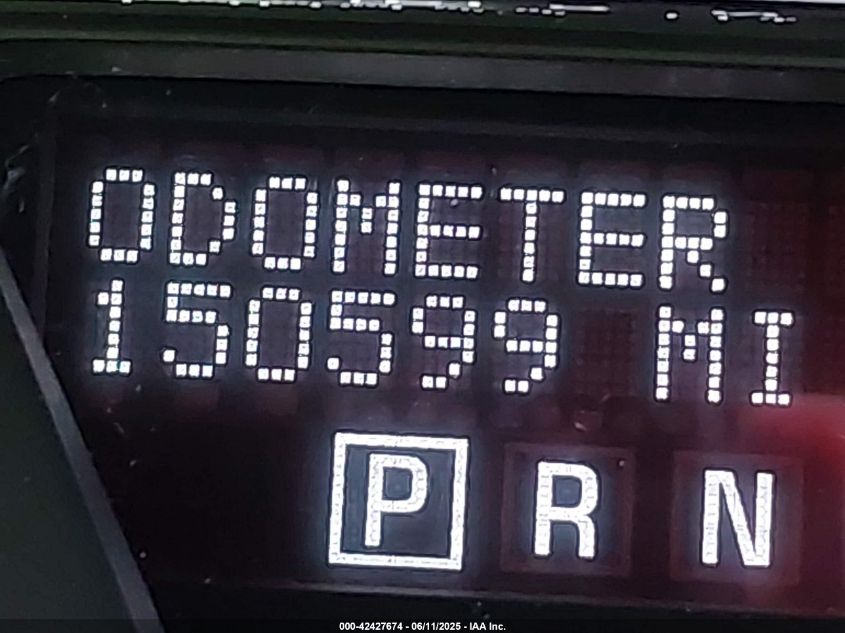 ODOMETER
150599 MI
P R N
000-42427674 - 06/11/2025 - IAA Inc.